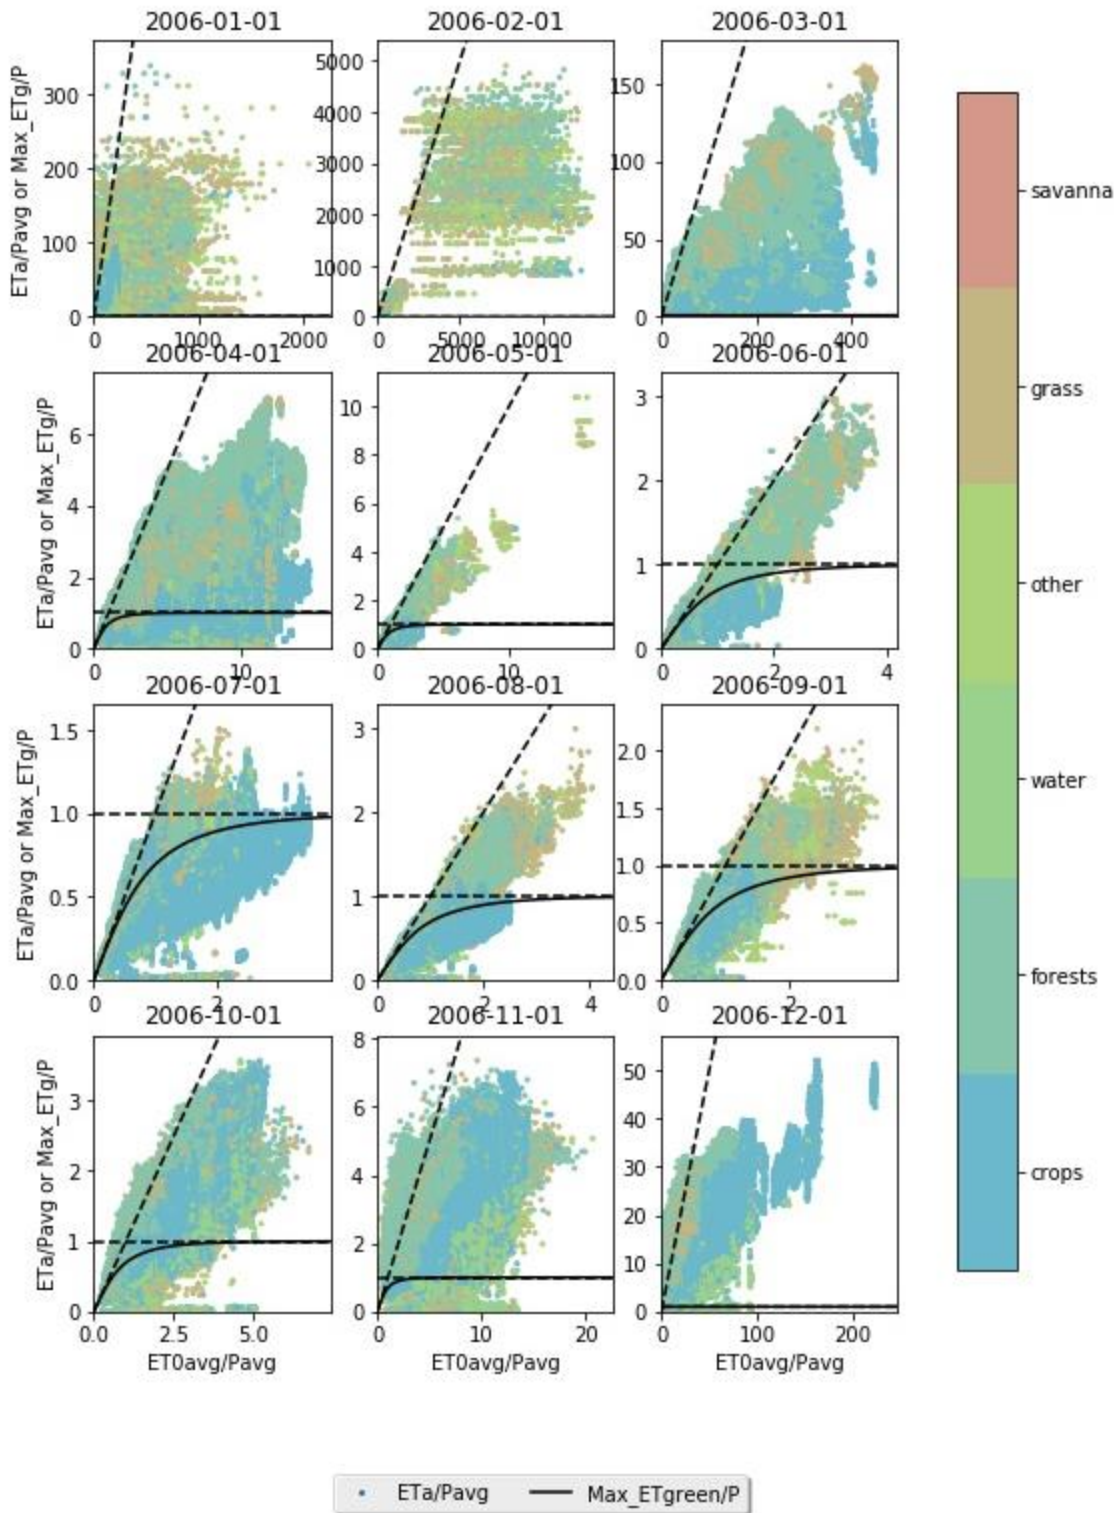 2006-01-01 2006-02-01 2006-03-01
ETa/Pavg or Max_ETg/P
300
200
100
0
0 1000 2000
5000
4000
3000
2000
1000
0
0 5000 10000
150
100
50
0
0 200 400
2006-04-01 2006-05-01 2006-06-01
ETa/Pavg or Max_ETg/P
6
4
2
0
0 10
10
8
6
4
2
0
0 10
3
2
1
0
0 2 4
2006-07-01 2006-08-01 2006-09-01
ETa/Pavg or Max_ETg/P
1.5
1.0
0.5
0.0
0 2
3
2
1
0
0 2 4
2.0
1.5
1.0
0.5
0.0
0 2
2006-10-01 2006-11-01 2006-12-01
ETa/Pavg or Max_ETg/P
3
2
1
0
0.0 2.5 5.0
ET0avg/Pavg
8
6
4
2
0
0 10 20
ET0avg/Pavg
50
40
30
20
10
0
0 100 200
ET0avg/Pavg
savanna
grass
other
water
forests
crops
ETa/Pavg Max_ETgreen/P